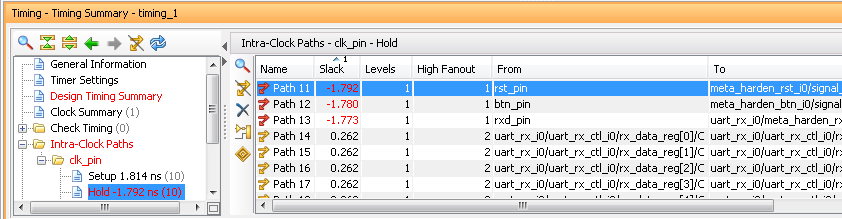 Timing - Timing Summary - timing_1
General Information
Timer Settings
Design Timing Summary
Clock Summary (1)
Check Timing (0)
Intra-Clock Paths
clk_pin
Setup 1.814 ns (10)
Hold -1.792 ns (10)
Intra-Clock Paths - clk_pin - Hold
Name Slack 1 Levels High Fanout From To
Path 11 -1.792 1 1 rst_pin meta_harden_rst_i0/signal_
Path 12 -1.780 1 1 btn_pin meta_harden_btn_i0/signal
Path 13 -1.773 1 1 rxd_pin uart_rx_i0/meta_harden_rx
Path 14 0.262 1 2 uart_rx_i0/uart_rx_ctl_i0/rx_data_reg[0]/C uart_rx_i0/uart_rx_ctl_i0/r
Path 15 0.262 1 2 uart_rx_i0/uart_rx_ctl_i0/rx_data_reg[1]/C uart_rx_i0/uart_rx_ctl_i0/r
Path 16 0.262 1 2 uart_rx_i0/uart_rx_ctl_i0/rx_data_reg[2]/C uart_rx_i0/uart_rx_ctl_i0/r
Path 17 0.262 1 2 uart_rx_i0/uart_rx_ctl_i0/rx_data_reg[3]/C uart_rx_i0/uart_rx_ctl_i0/r